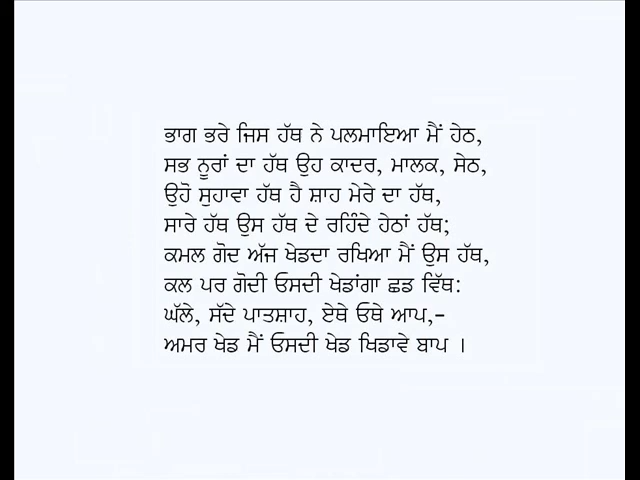 ਭਾਗ ਭਰੇ ਜਿਸ ਹੱਥ ਨੇ ਪਲਮਾਇਆ ਮੈਂ ਹੇਠ,
ਸਭ ਨੂਰਾਂ ਦਾ ਹੱਥ ਉਹ ਕਾਦਰ, ਮਾਲਕ, ਸੇਠ,
ਉਹੋ ਸੁਹਾਵਾ ਹੱਥ ਹੈ ਸ਼ਾਹ ਮੇਰੇ ਦਾ ਹੱਥ,
ਸਾਰੇ ਹੱਥ ਉਸ ਹੱਥ ਦੇ ਰਹਿੰਦੇ ਹੇਠਾਂ ਹੱਥ;
ਕਮਲ ਗੋਦ ਅੱਜ ਖੇਡਦਾ ਰਖਿਆ ਮੈਂ ਉਸ ਹੱਥ,
ਕਲ ਪਰ ਗੋਦੀ ਓਸਦੀ ਖੇਡਾਂਗਾ ਛਡ ਵਿੱਥ:
ਘੱਲੇ, ਸੱਦੇ ਪਾਤਸ਼ਾਹ, ਏਥੇ ਓਥੇ ਆਪ,-
ਅਮਰ ਖੇਡ ਮੈਂ ਓਸਦੀ ਖੇਡ ਖਿਡਾਵੇ ਬਾਪ ।